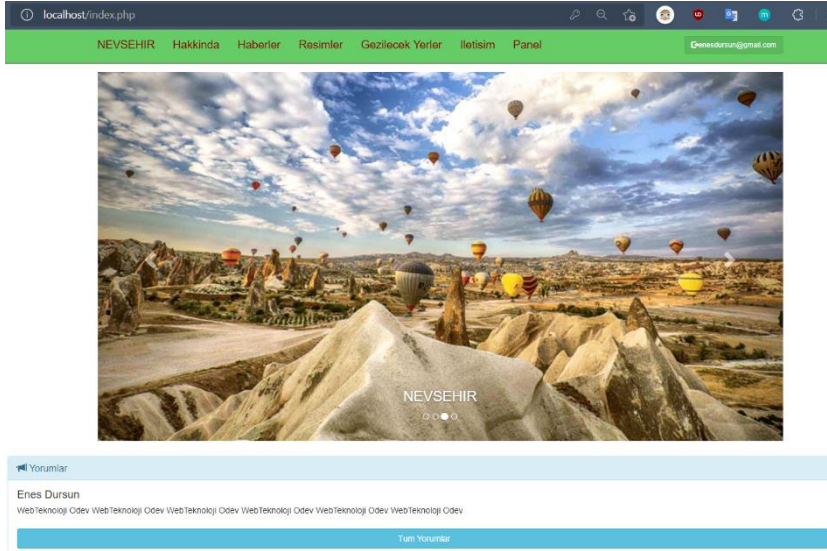 localhost/index.php
NEVSEHIR Hakkinda Haberler Resimler Gezilecek Yerler Iletisim Panel enesdursun@gmail.com
NEVSEHIR
Yorumlar
Enes Dursun
WebTeknoloji Odev WebTeknoloji Odev WebTeknoloji Odev WebTeknoloji Odev WebTeknoloji Odev WebTeknoloji Odev
Tum Yorumlar